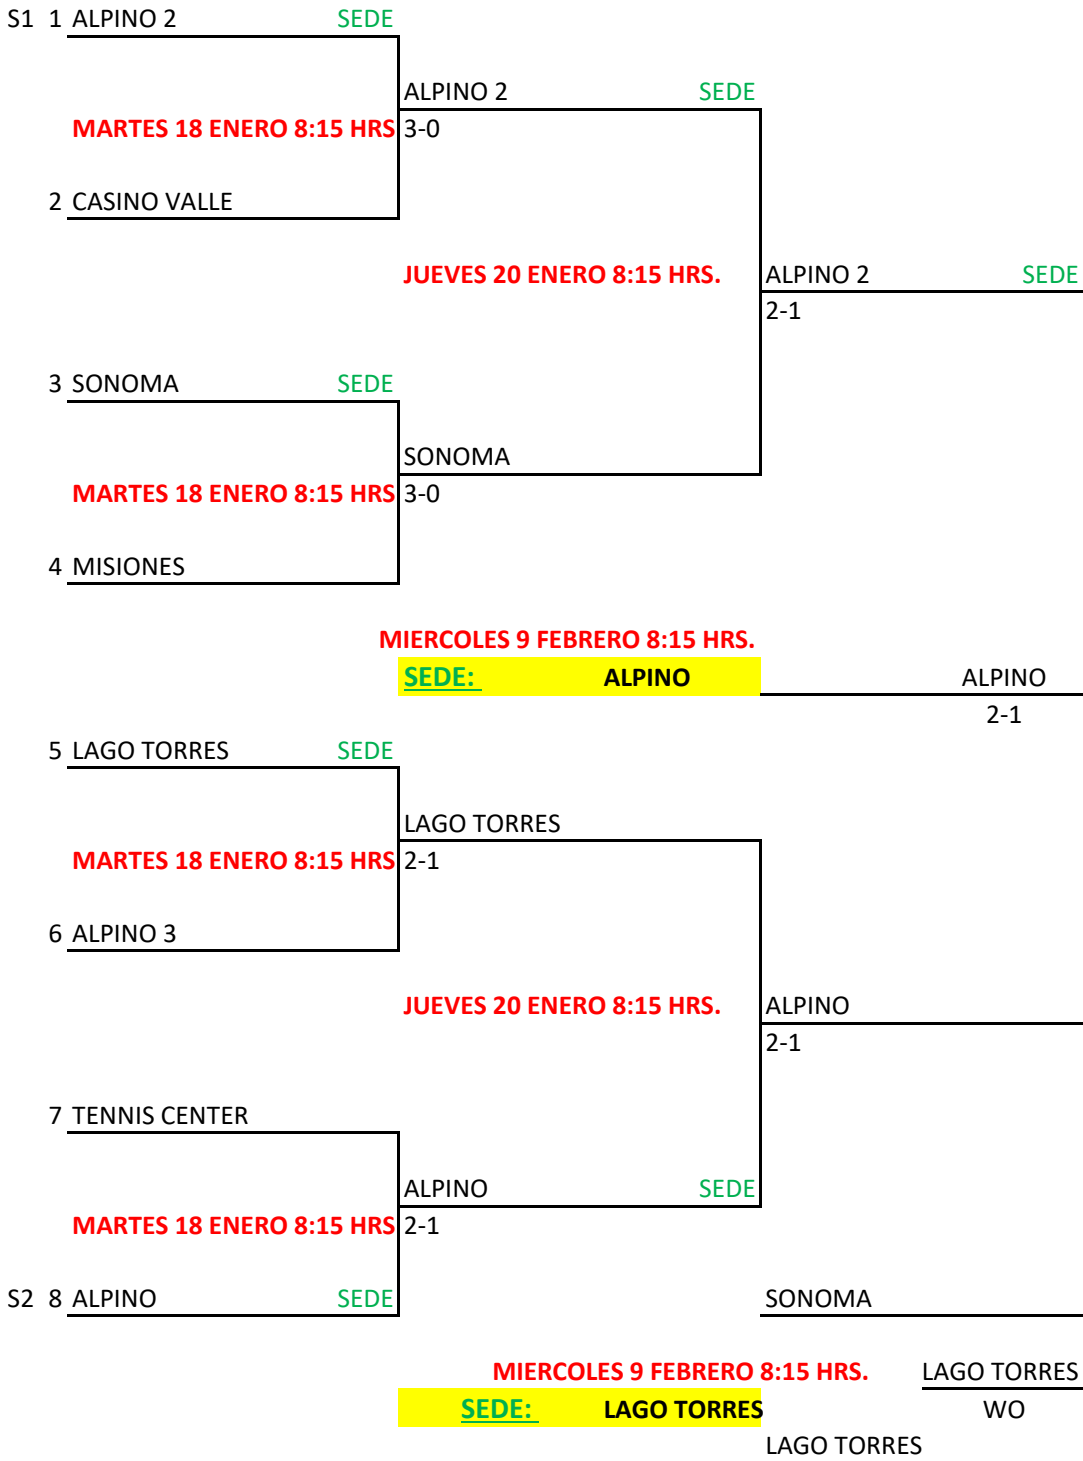 S1 1 ALPINO 2 SEDE
ALPINO 2 SEDE
MARTES 18 ENERO 8:15 HRS 3-0
2 CASINO VALLE
JUEVES 20 ENERO 8:15 HRS. ALPINO 2 SEDE
2-1
3 SONOMA SEDE
SONOMA
MARTES 18 ENERO 8:15 HRS 3-0
4 MISIONES
MIERCOLES 9 FEBRERO 8:15 HRS.
SEDE: ALPINO ALPINO
2-1
5 LAGO TORRES SEDE
LAGO TORRES
MARTES 18 ENERO 8:15 HRS 2-1
6 ALPINO 3
JUEVES 20 ENERO 8:15 HRS. ALPINO
2-1
7 TENNIS CENTER
ALPINO SEDE
MARTES 18 ENERO 8:15 HRS 2-1
S2 8 ALPINO SEDE SONOMA
MIERCOLES 9 FEBRERO 8:15 HRS. LAGO TORRES
SEDE: LAGO TORRES WO
LAGO TORRES